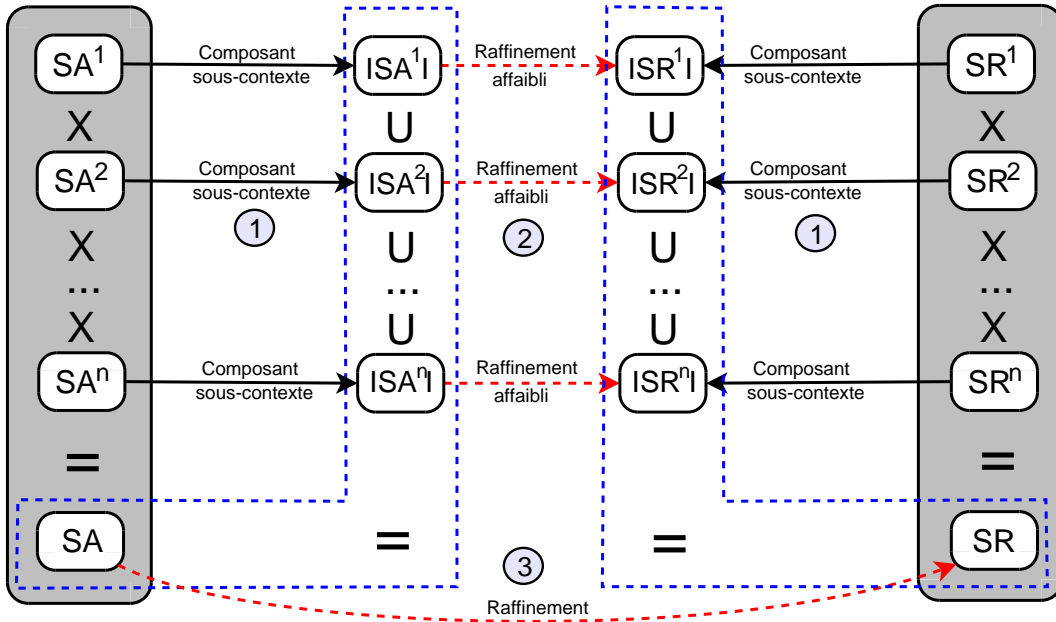 SA¹ Composant sous-contexte ISA¹I Raffinement affaibli ISR¹I Composant sous-contexte SR¹
X U U X
SA² Composant sous-contexte ISA²I Raffinement affaibli ISR²I Composant sous-contexte SR²
1 2 1
X U U X
... ... ... ...
X U U X
SAⁿ Composant sous-contexte ISAⁿI Raffinement affaibli ISRⁿI Composant sous-contexte SRⁿ
= =
SA = = SR
3
Raffinement